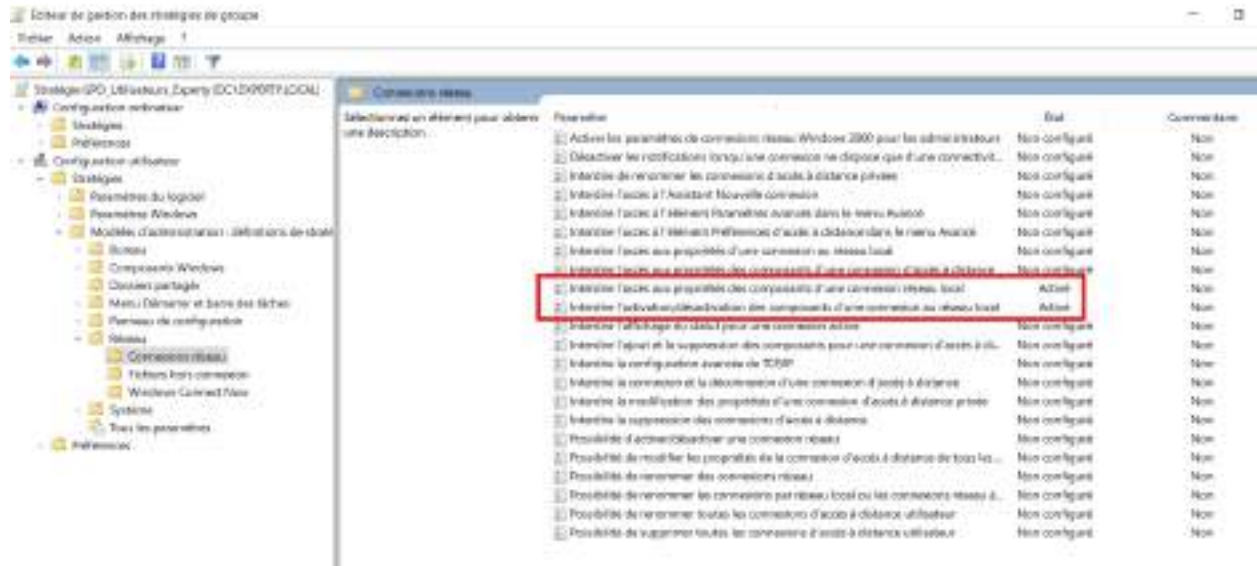 Éditeur de gestion des stratégies de groupe
Fichier Action Affichage ?
Stratégie GPO_Utilisateurs_Experty
Configuration ordinateur
Stratégies
Préférences
Configuration utilisateur
Stratégies
Paramètres du logiciel
Paramètres Windows
Modèles d'administration : définitions de straté
Bureau
Composants Windows
Dossiers partagés
Menu Démarrer et barre des tâches
Panneau de configuration
Réseau
Connexions réseau
Fichiers hors connexion
Windows Connect Now
Système
Tous les paramètres
Préférences
Connexions réseau
Sélectionnez un élément pour obtenir une description.
Paramètre État Commentaire
Activer les paramètres de connexions réseau Windows 2000 pour les administrateurs Non configuré Non
Désactiver les notifications lorsqu'une connexion ne dispose que d'une connectivit... Non configuré Non
Interdire de renommer les connexions d'accès à distance privées Non configuré Non
Interdire l'accès à l'Assistant Nouvelle connexion Non configuré Non
Interdire l'accès à l'élément Paramètres avancés dans le menu Avancé Non configuré Non
Interdire l'accès à l'élément Préférences d'accès à distance dans le menu Avancé Non configuré Non
Interdire l'accès aux propriétés d'une connexion au réseau local Non configuré Non
Interdire l'accès aux propriétés des composants d'une connexion d'accès à distance Non configuré Non
Interdire l'accès aux propriétés des composants d'une connexion réseau local Activé Non
Interdire l'activation/désactivation des composants d'une connexion au réseau local Activé Non
Interdire l'affichage du statut pour une connexion active Non configuré Non
Interdire l'ajout et la suppression des composants pour une connexion d'accès à dis... Non configuré Non
Interdire la configuration avancée de TCP/IP Non configuré Non
Interdire la connexion et la déconnexion d'une connexion d'accès à distance Non configuré Non
Interdire la modification des propriétés d'une connexion d'accès à distance privée Non configuré Non
Interdire la suppression des connexions d'accès à distance Non configuré Non
Possibilité d'activer/désactiver une connexion réseau Non configuré Non
Possibilité de modifier les propriétés de la connexion d'accès à distance de tous les ... Non configuré Non
Possibilité de renommer des connexions réseau Non configuré Non
Possibilité de renommer les connexions par réseau local ou les connexions réseau d... Non configuré Non
Possibilité de renommer toutes les connexions d'accès à distance utilisateur Non configuré Non
Possibilité de supprimer toutes les connexions d'accès à distance utilisateur Non configuré Non